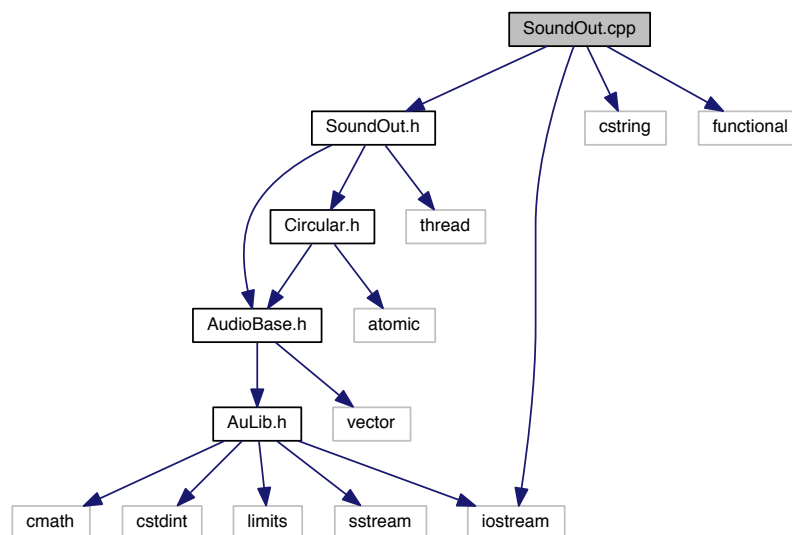 SoundOut.cpp
SoundOut.h
cstring
functional
Circular.h
thread
AudioBase.h
atomic
AuLib.h
vector
cmath
cstdint
limits
sstream
iostream